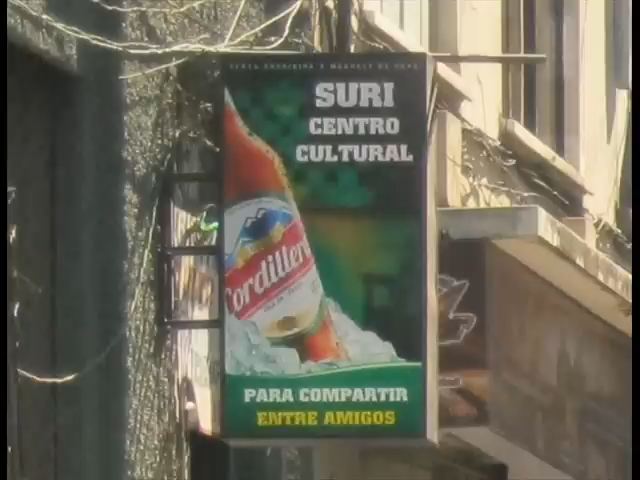 SURI
CENTRO
CULTURAL
Cordillera
PARA COMPARTIR
ENTRE AMIGOS